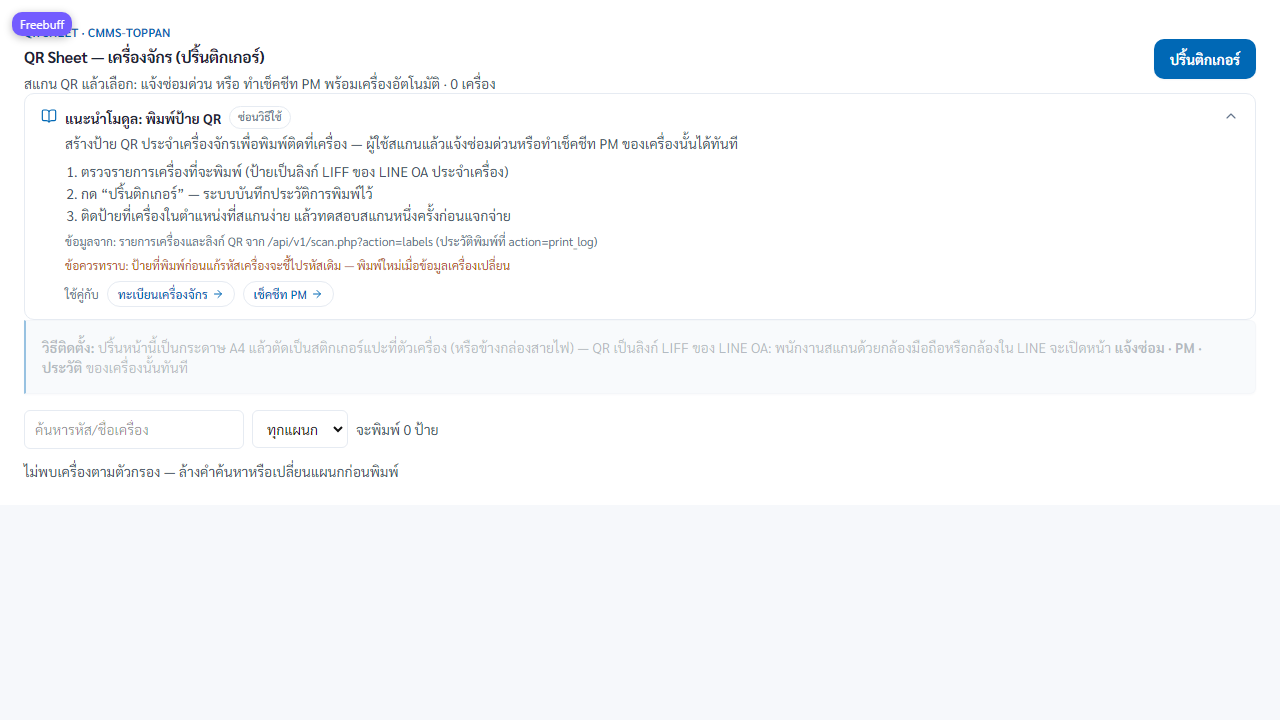 Freebuff
· CMMS-TOPPAN
QR Sheet — เครื่องจักร (ปริ้นติกเกอร์)
ปริ้นติกเกอร์
สแกน QR แล้วเลือก: แจ้งซ่อมด่วน หรือ ทำเช็คชีท PM พร้อมเครื่องอัตโนมัติ · 0 เครื่อง
แนะนำโมดูล: พิมพ์ป้าย QR ซ่อนวิธีใช้
สร้างป้าย QR ประจำเครื่องจักรเพื่อพิมพ์ติดที่เครื่อง — ผู้ใช้สแกนแล้วแจ้งซ่อมด่วนหรือทำเช็คชีท PM ของเครื่องนั้นได้ทันที
1. ตรวจรายการเครื่องที่จะพิมพ์ (ป้ายเป็นลิงก์ LIFF ของ LINE OA ประจำเครื่อง)
2. กด “ปริ้นติกเกอร์” — ระบบบันทึกประวัติการพิมพ์ไว้
3. ติดป้ายที่เครื่องในตำแหน่งที่สแกนง่าย แล้วทดสอบสแกนหนึ่งครั้งก่อนแจกจ่าย
ข้อมูลจาก: รายการเครื่องและลิงก์ QR จาก /api/v1/scan.php?action=labels (ประวัติพิมพ์ที่ action=print_log)
ข้อควรทราบ: ป้ายที่พิมพ์ก่อนแก้รหัสเครื่องจะชี้ไปรหัสเดิม — พิมพ์ใหม่เมื่อข้อมูลเครื่องเปลี่ยน
ใช้คู่กับ ทะเบียนเครื่องจักร → เช็คชีท PM →
วิธีติดตั้ง: ปริ้นหน้านี้เป็นกระดาษ A4 แล้วตัดเป็นสติกเกอร์แปะที่ตัวเครื่อง (หรือข้างกล่องสายไฟ) — QR เป็นลิงก์ LIFF ของ LINE OA: พนักงานสแกนด้วยกล้องมือถือหรือกล้องใน LINE จะเปิดหน้า แจ้งซ่อม · PM ·
ประวัติ ของเครื่องนั้นทันที
ค้นหารหัส/ชื่อเครื่อง ทุกแผนก จะพิมพ์ 0 ป้าย
ไม่พบเครื่องตามตัวกรอง — ล้างคำค้นหาหรือเปลี่ยนแผนกก่อนพิมพ์